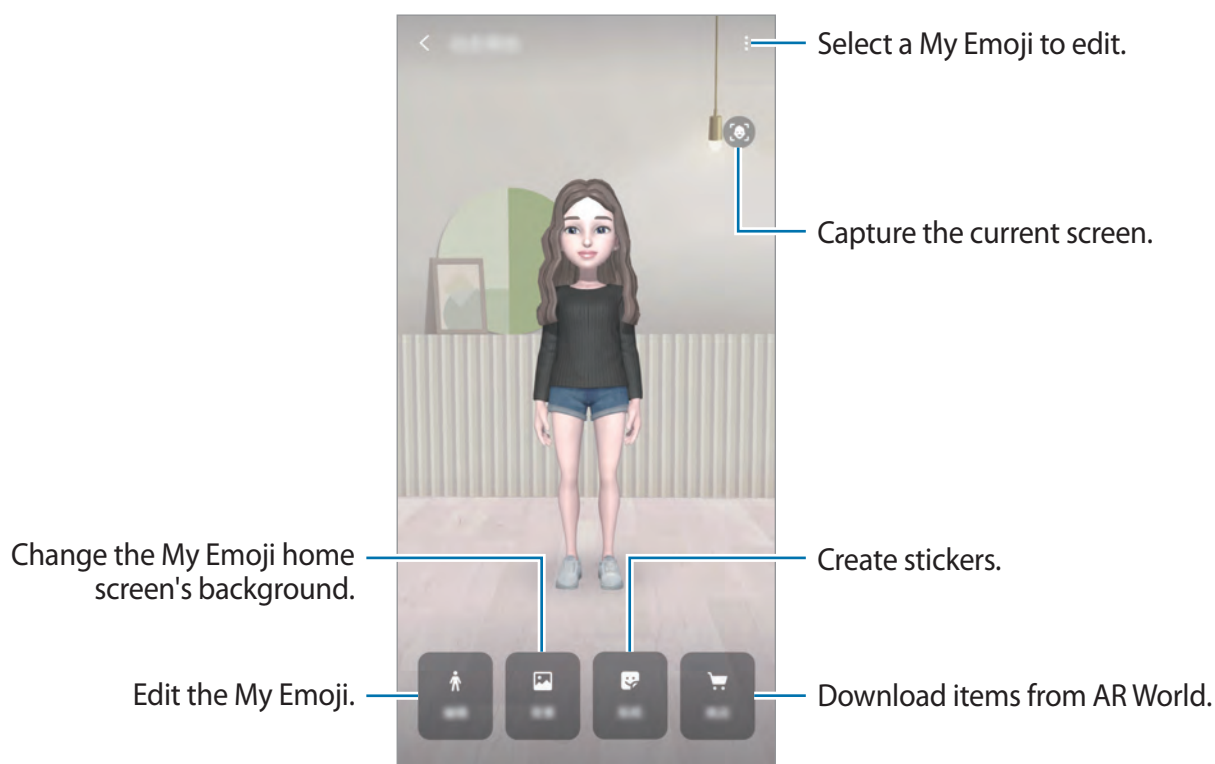 Select a My Emoji to edit.
Capture the current screen.
Change the My Emoji home
screen's background.
Create stickers.
Edit the My Emoji.
Download items from AR World.